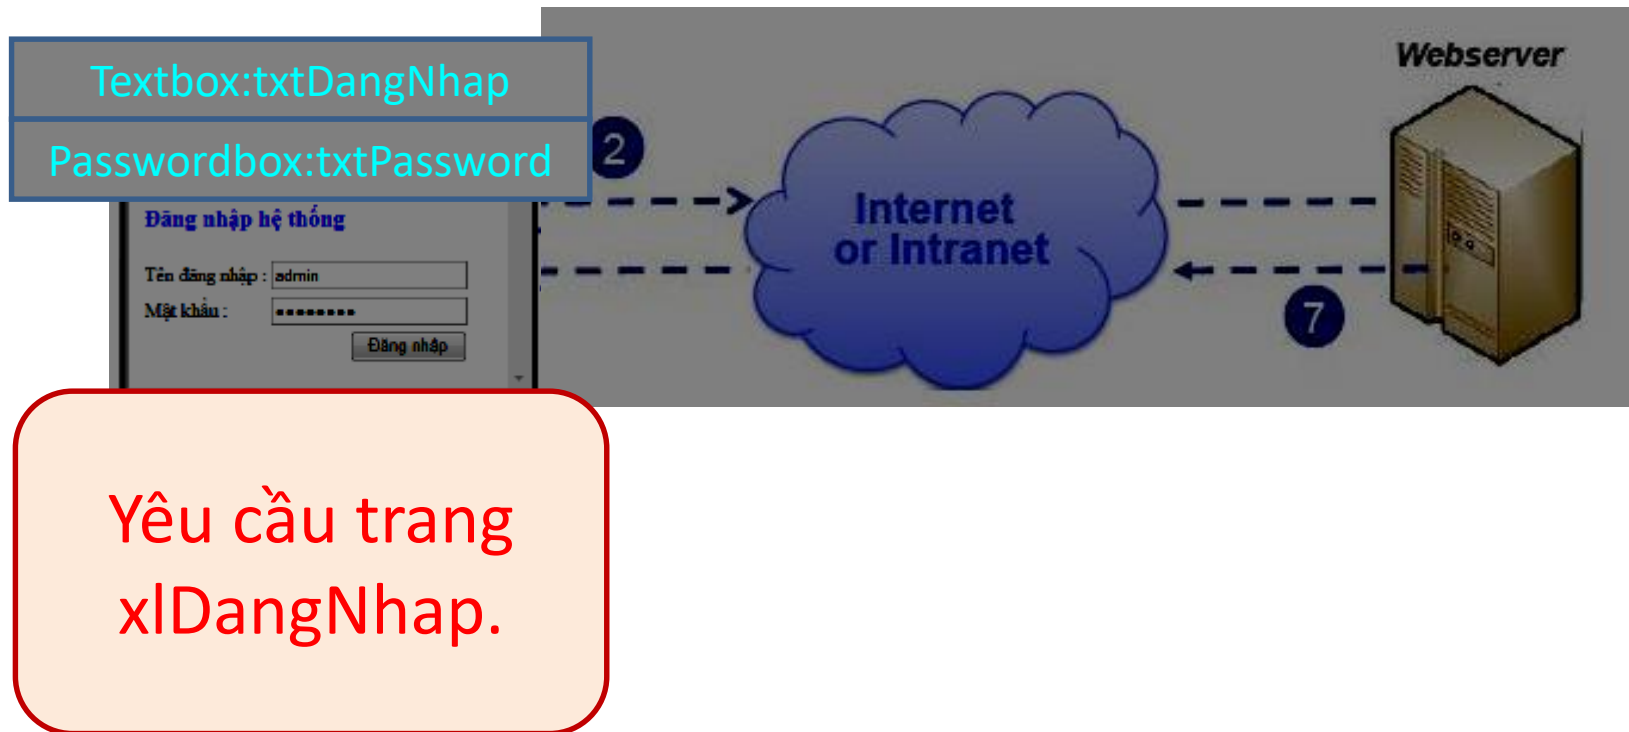 Textbox:txtDangNhap
Passwordbox:txtPassword
Đăng nhập hệ thống
Tên đăng nhập : admin
Mật khẩu : ••••••••
Đăng nhập
2
Internet
or Intranet
7
Webserver
Yêu cầu trang
xlDangNhap.